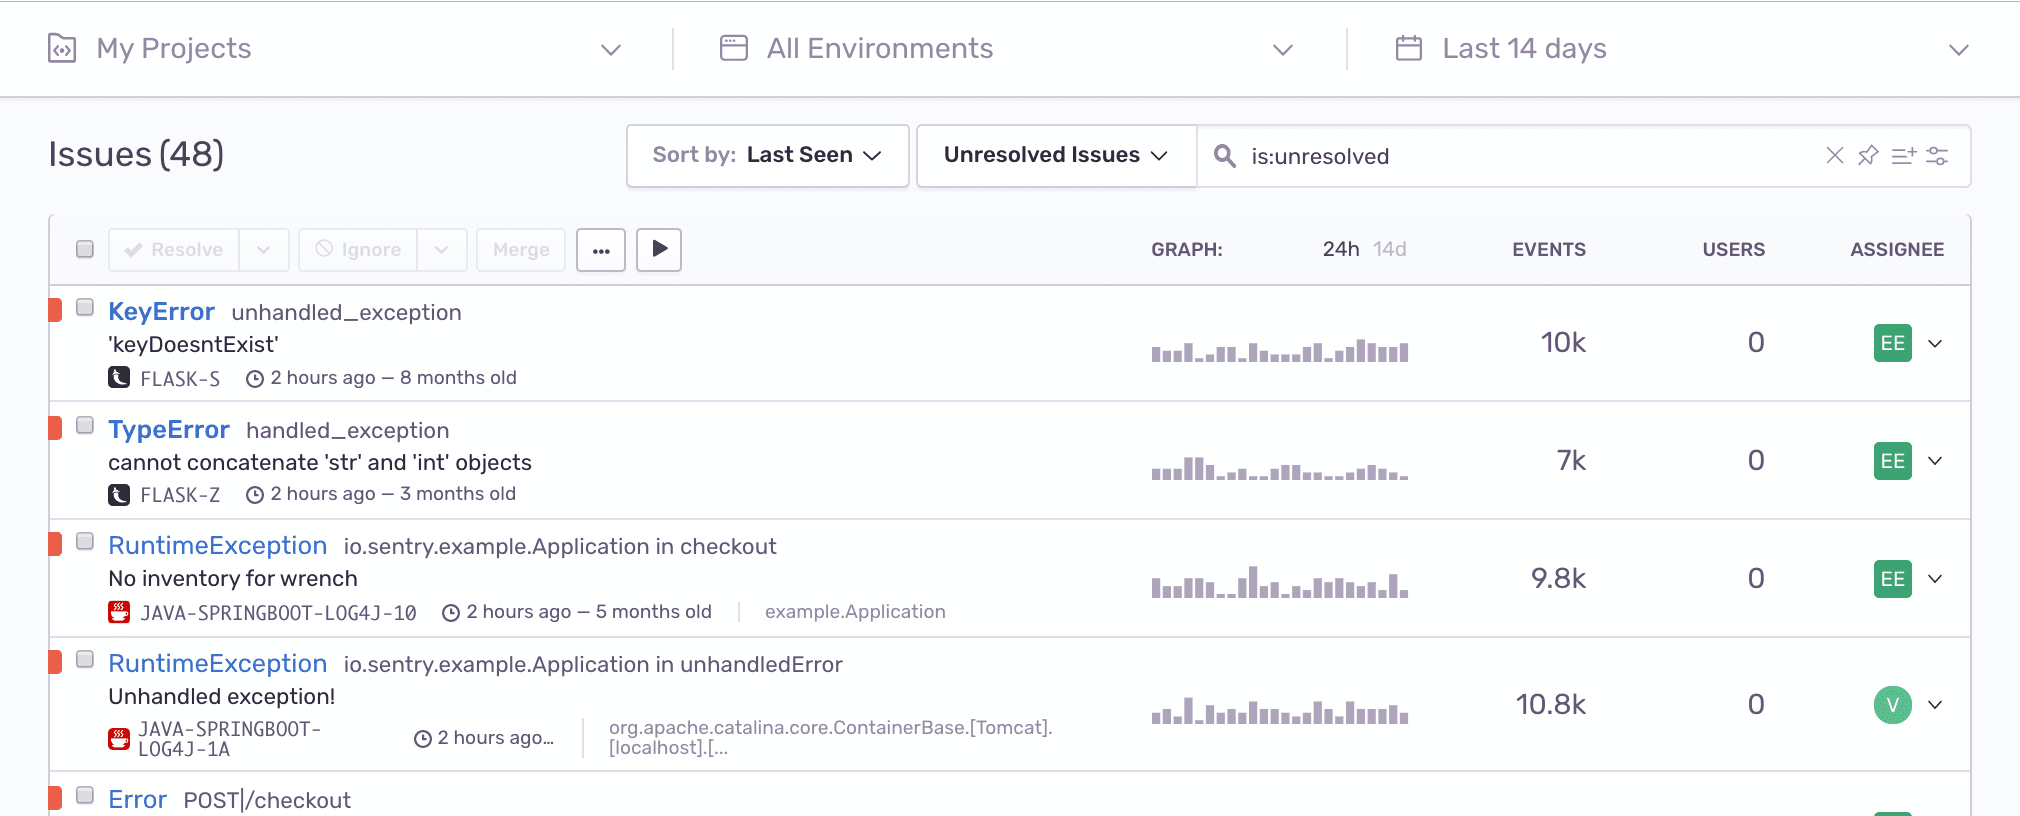 My Projects
All Environments
Last 14 days
Issues (48)
Sort by: Last Seen
Unresolved Issues
is:unresolved
Resolve
Ignore
Merge
GRAPH:
24h 14d
EVENTS
USERS
ASSIGNEE
KeyError unhandled_exception
'keyDoesntExist'
FLASK-S 2 hours ago — 8 months old
10k
0
EE
TypeError handled_exception
cannot concatenate 'str' and 'int' objects
FLASK-Z 2 hours ago — 3 months old
7k
0
EE
RuntimeException io.sentry.example.Application in checkout
No inventory for wrench
JAVA-SPRINGBOOT-LOG4J-10 2 hours ago — 5 months old example.Application
9.8k
0
EE
RuntimeException io.sentry.example.Application in unhandledError
Unhandled exception!
JAVA-SPRINGBOOT-
LOG4J-1A
2 hours ago...
org.apache.catalina.core.ContainerBase.[Tomcat].
[localhost].[...
10.8k
0
V
Error POST|/checkout